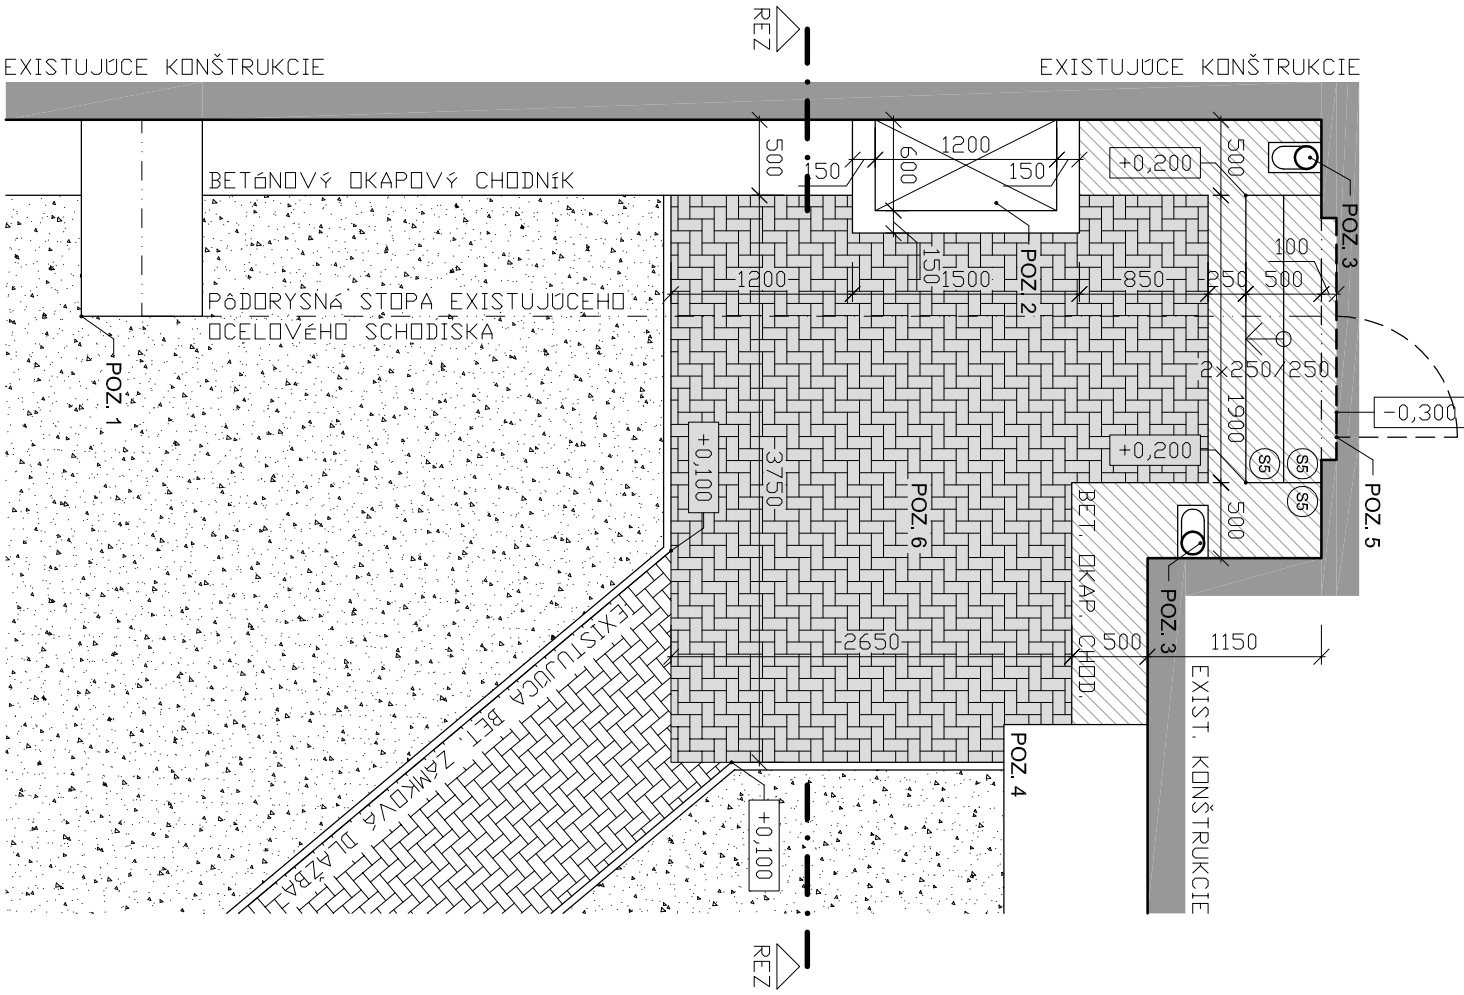 REZ
EXISTUJÚCE KONŠTRUKCIE
EXISTUJÚCE KONŠTRUKCIE
500
150
1200
600
150
+0,200
500
POZ. 3
BETÓNOVÝ OKAPOVÝ CHODNÍK
100
150
1200
1500
POZ. 2
850
250
500
PÔDORYSNÁ STOPA EXISTUJÚCEHO
OCELOVÉHO SCHODISKA
POZ. 1
2x250/250
1900
-0,300
+0,100
3750
+0,200
S5
S5
S5
POZ. 5
POZ. 6
500
BET. OKAP. CHOD.
POZ. 3
2650
500
1150
EXISTUJÚCA BET. ZÁMKOVÁ DLAŽBA
EXIST. KONŠTRUKCIE
POZ. 4
+0,100
REZ